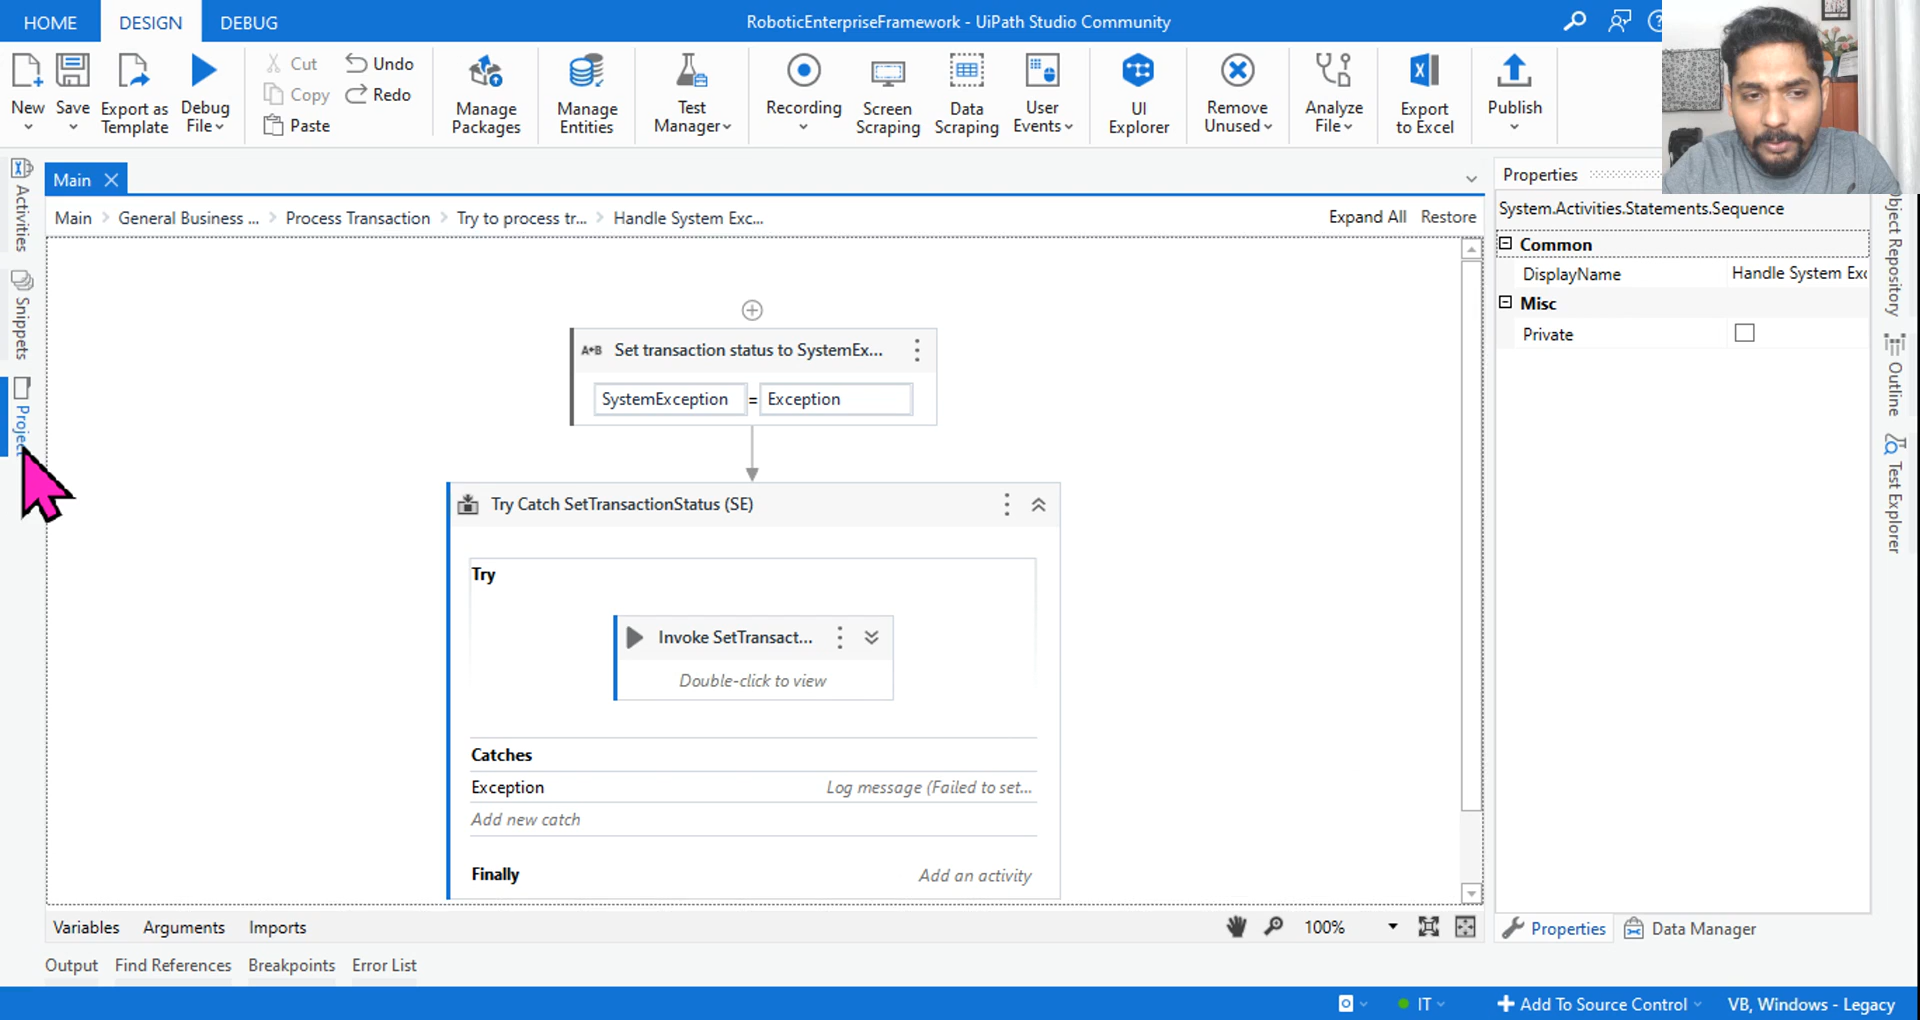 HOME DESIGN DEBUG
RoboticEnterpriseFramework - UiPath Studio Community
New
Save
Export as Template
Debug File
Cut
Copy
Paste
Undo
Redo
Manage Packages
Manage Entities
Test Manager
Recording
Screen Scraping
Data Scraping
User Events
UI Explorer
Remove Unused
Analyze File
Export to Excel
Publish
Activities
Snippets
Project
Main
Main > General Business ... > Process Transaction > Try to process tr... > Handle System Exc...
Expand All Restore
A+B Set transaction status to SystemEx...
SystemException = Exception
Try Catch SetTransactionStatus (SE)
Try
Invoke SetTransact...
Double-click to view
Catches
Exception Log message (Failed to set...
Add new catch
Finally Add an activity
Variables Arguments Imports
100%
Output Find References Breakpoints Error List
Properties
System.Activities.Statements.Sequence
Common
DisplayName Handle System Exc
Misc
Private
Properties Data Manager
Object Repository
Outline
Test Explorer
IT
+ Add To Source Control
VB, Windows - Legacy